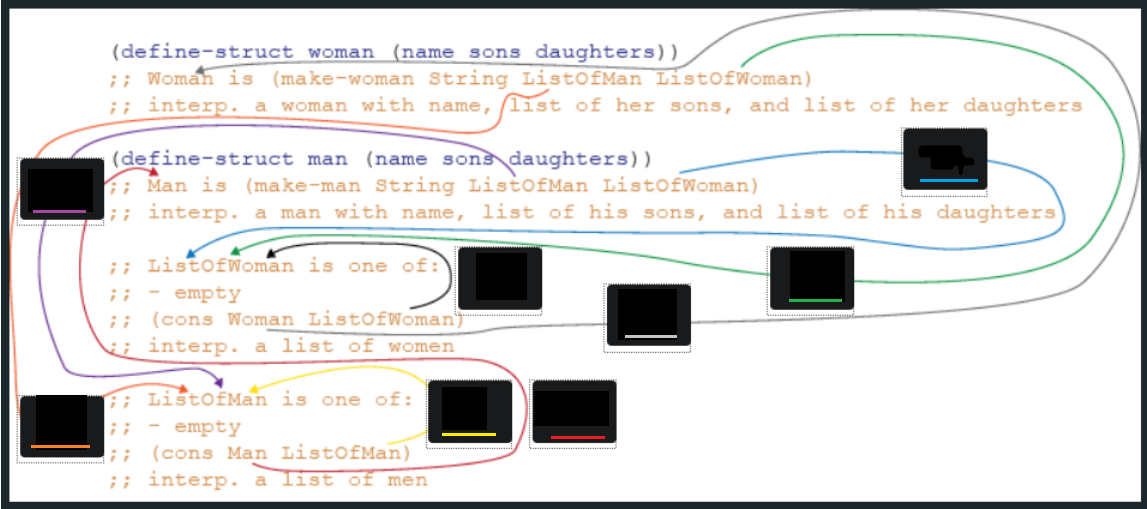 (define-struct woman (name sons daughters))
;; Woman is (make-woman String ListOfMan ListOfWoman)
;; interp. a woman with name, list of her sons, and list of her daughters
(define-struct man (name sons daughters))
;; Man is (make-man String ListOfMan ListOfWoman)
;; interp. a man with name, list of his sons, and list of his daughters
;; ListOfWoman is one of:
;; - empty
;; (cons Woman ListOfWoman)
;; interp. a list of women
;; ListOfMan is one of:
;; - empty
;; (cons Man ListOfMan)
;; interp. a list of men